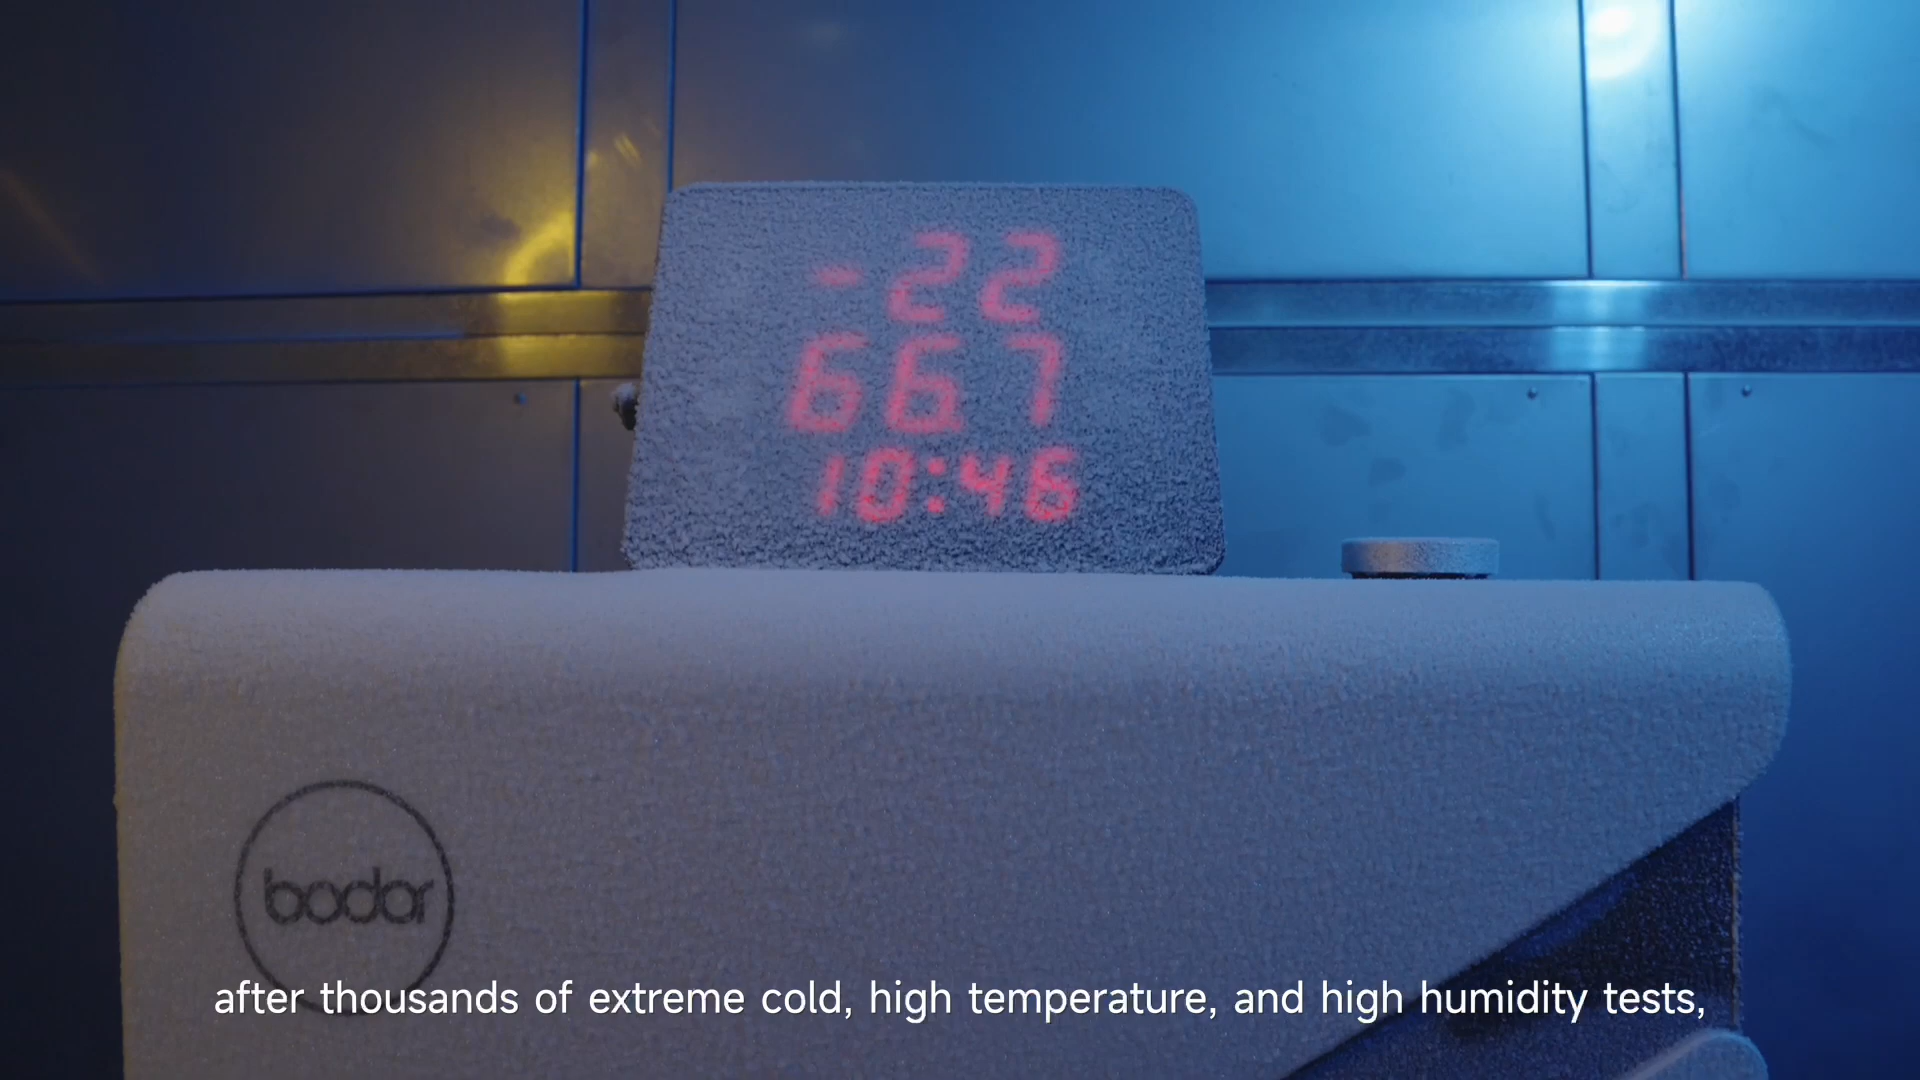 -22
66.7
10:46
bodor
after thousands of extreme cold, high temperature, and high humidity tests,